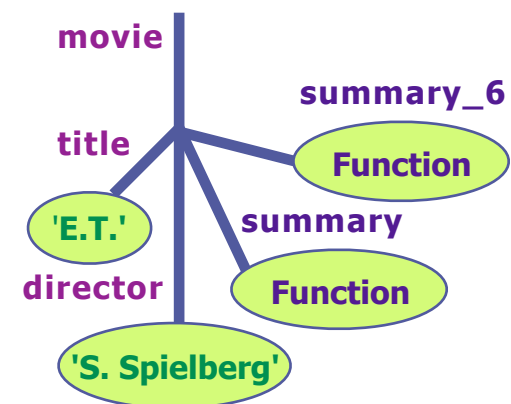 movie
summary_6
title
Function
'E.T.'
summary
director
Function
'S. Spielberg'